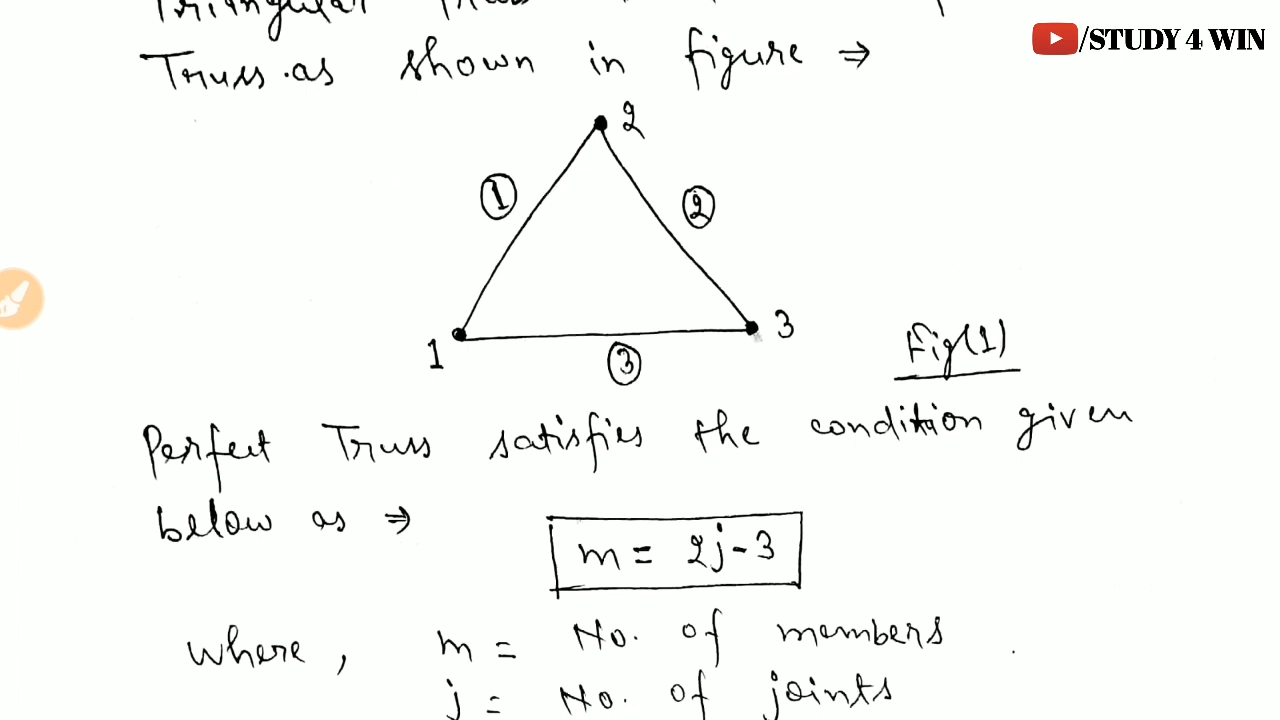 Triangular
Truss.as shown in figure ⇒
/STUDY 4 WIN
2
① ②
1 3
③
Fig(1)
Perfect Truss satisfies the condition given
below as ⇒
m = 2j-3
where, m = No. of members
j = No. of joints